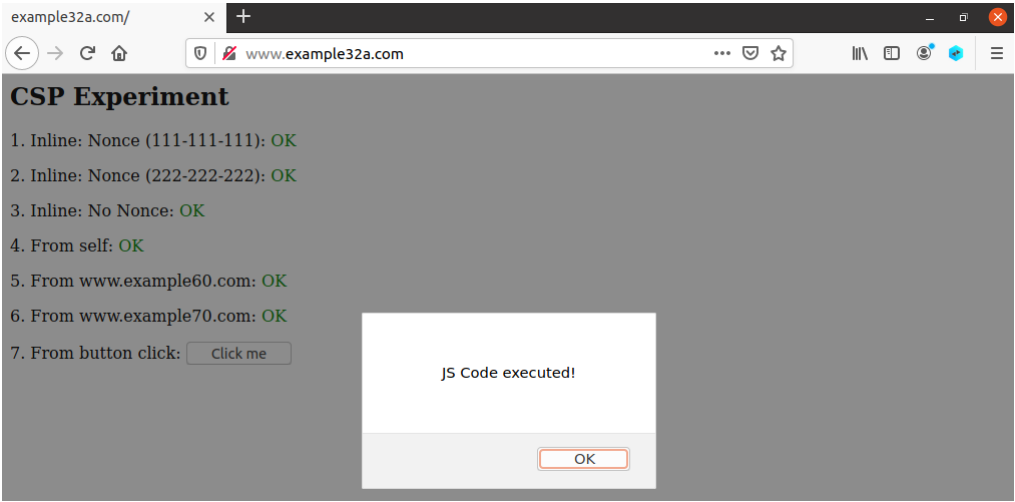 example32a.com/
www.example32a.com
CSP Experiment
1. Inline: Nonce (111-111-111): OK
2. Inline: Nonce (222-222-222): OK
3. Inline: No Nonce: OK
4. From self: OK
5. From www.example60.com: OK
6. From www.example70.com: OK
7. From button click: Click me
JS Code executed!
OK